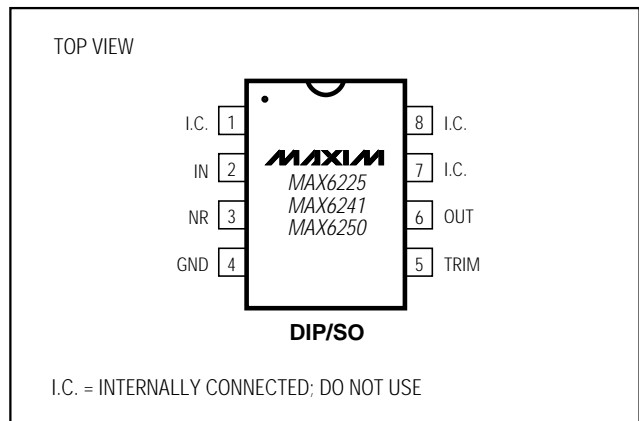 TOP VIEW
I.C. 1
8 I.C.
IN 2
MAXIM
7 I.C.
MAX6225
MAX6241
NR 3
6 OUT
MAX6250
GND 4
5 TRIM
DIP/SO
I.C. = INTERNALLY CONNECTED; DO NOT USE